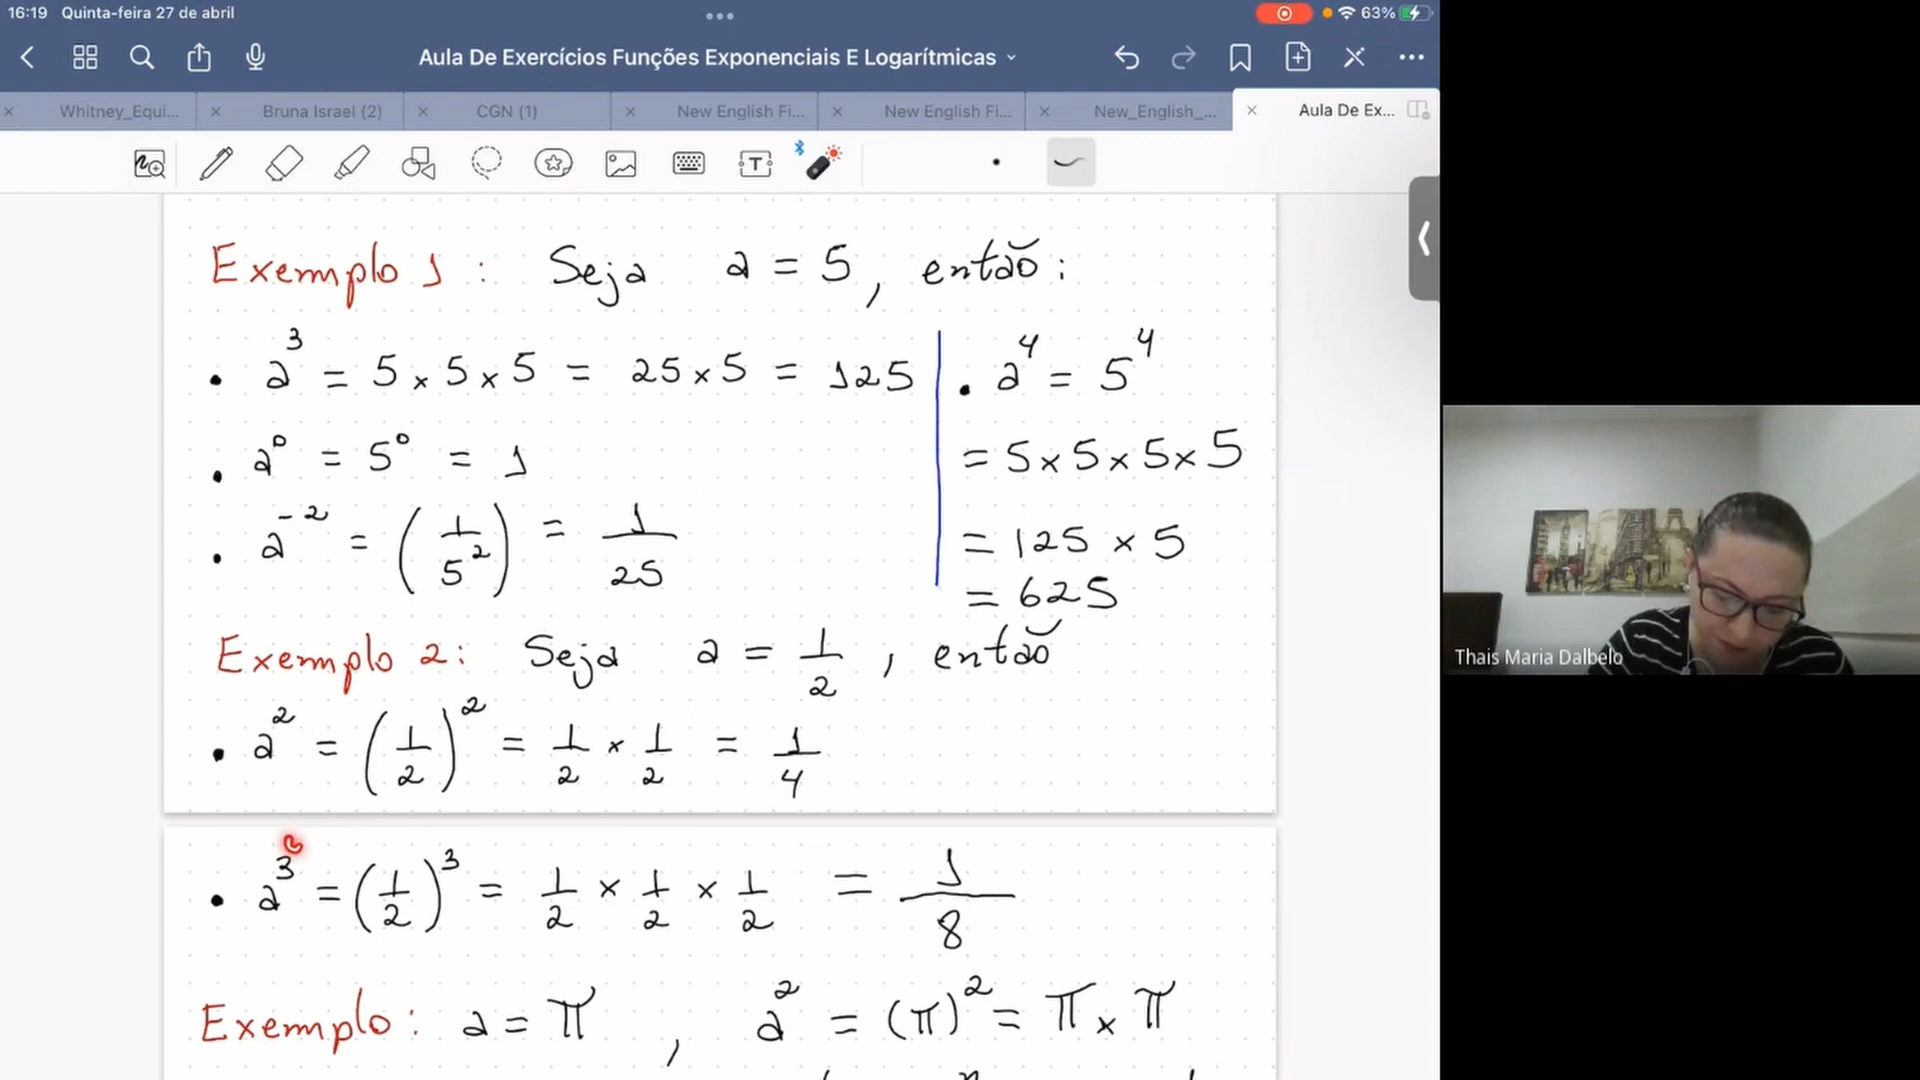 16:19 Quinta-feira 27 de abril
63%
Aula De Exercícios Funções Exponenciais E Logarítmicas
Whitney_Equi... Bruna Israel (2) CGN (1) New English Fi... New English Fi... New_English_... Aula De Ex...
Exemplo 1 : Seja a = 5 , então :
• a³ = 5 × 5 × 5 = 25 × 5 = 125
• a⁰ = 5⁰ = 1
• a⁻² = (1/5²) = 1/25
• a⁴ = 5⁴
= 5 × 5 × 5 × 5
= 125 × 5
= 625
Exemplo 2 : Seja a = 1/2 , então
• a² = (1/2)² = 1/2 × 1/2 = 1/4
• a³ = (1/2)³ = 1/2 × 1/2 × 1/2 = 1/8
Exemplo : a = π , a² = (π)² = π × π
Thais Maria Dalbelo